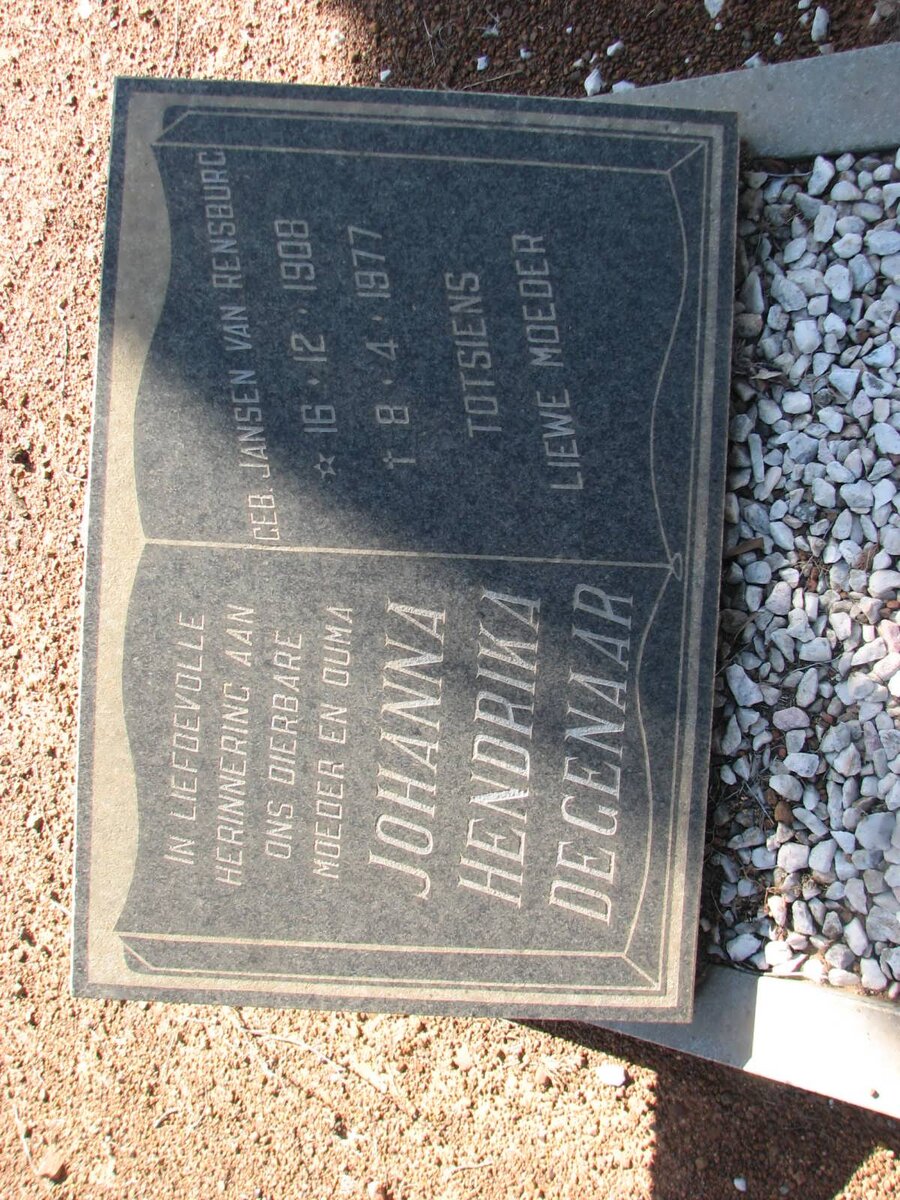 IN LIEFDEVOLLE
HERINNERING AAN
ONS DIERBARE
MOEDER EN OUMA
JOHANNA
HENDRIKA
DEGENAAR
GEB. JANSEN VAN RENSBURG
☆ 16 · 12 · 1908
† 8 · 4 · 1977
TOTSIENS
LIEWE MOEDER